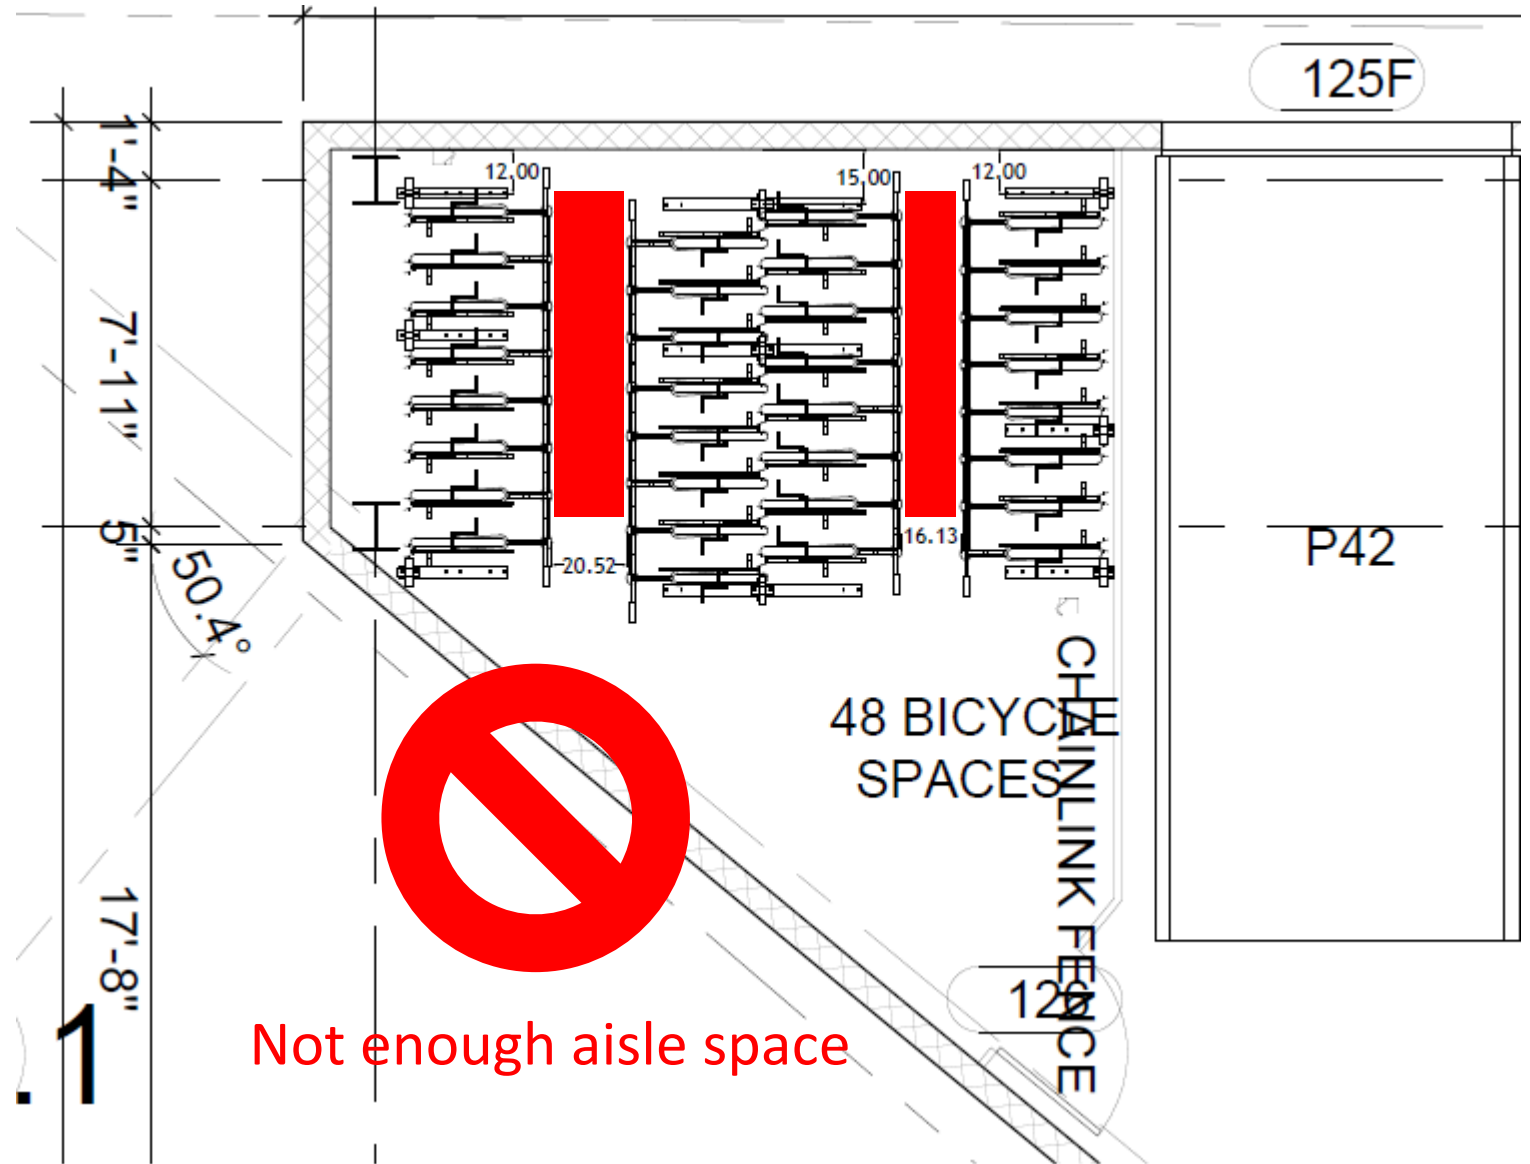 125F
1'-4"
12.00
15.00
12.00
7'-11"
16.13
5"
P42
20.52
50.4°
48 BICYCLE
SPACES
CHAINLINK FENCE
17'-8"
126
.1
Not enough aisle space